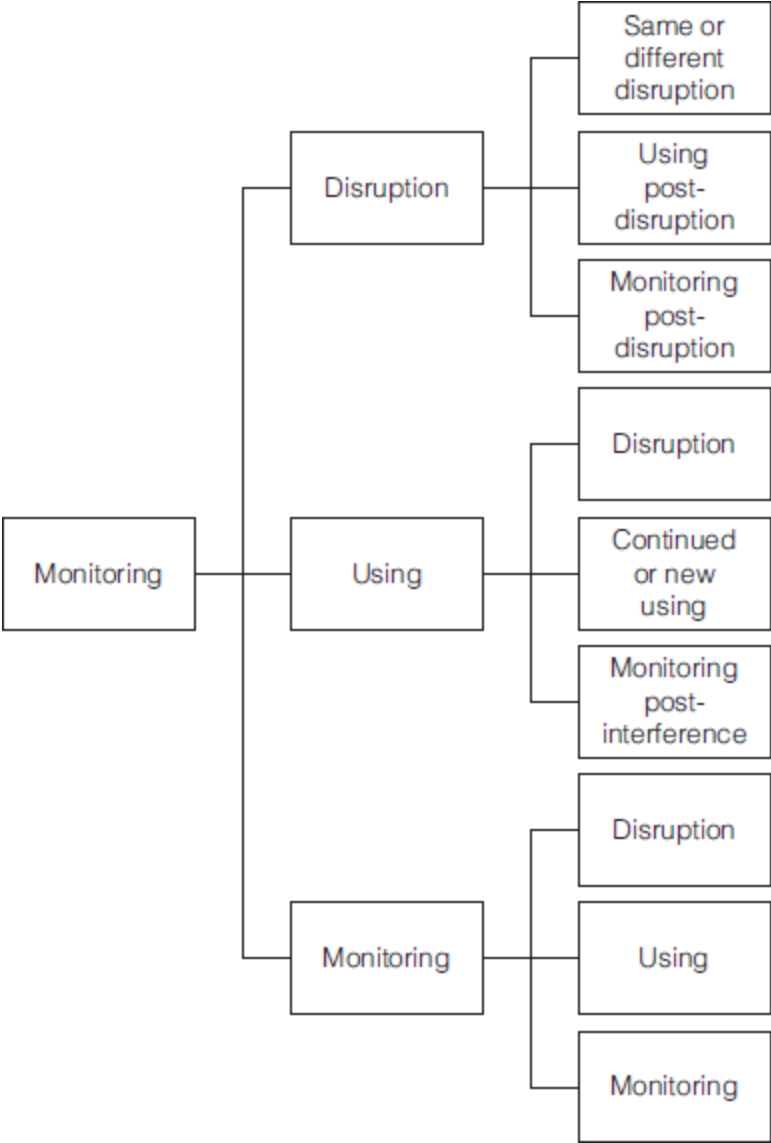 Same or
different
disruption
Disruption
Using
post-
disruption
Monitoring
post-
disruption
Disruption
Monitoring
Using
Continued
or new
using
Monitoring
post-
interference
Disruption
Monitoring
Using
Monitoring